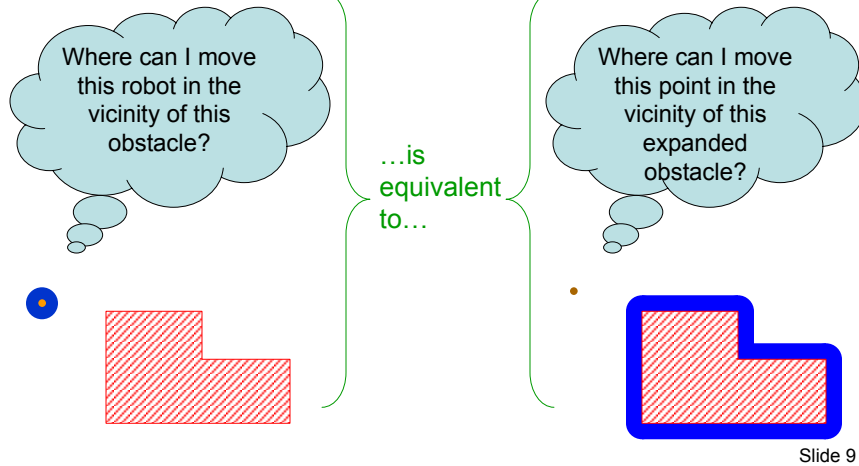 Where can I move
this robot in the
vicinity of this
obstacle?
…is
equivalent
to…
Where can I move
this point in the
vicinity of this
expanded
obstacle?
Slide 9